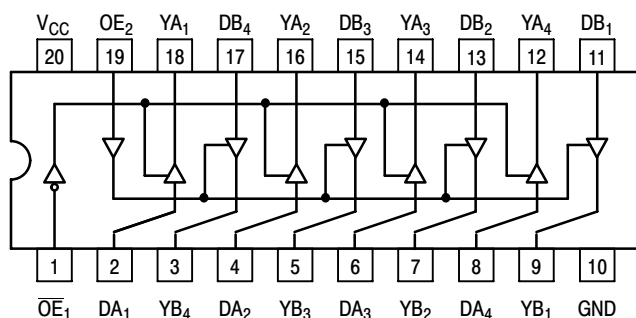 V_CC OE₂ YA₁ DB₄ YA₂ DB₃ YA₃ DB₂ YA₄ DB₁
20 19 18 17 16 15 14 13 12 11
1 2 3 4 5 6 7 8 9 10
O̅E̅₁ DA₁ YB₄ DA₂ YB₃ DA₃ YB₂ DA₄ YB₁ GND